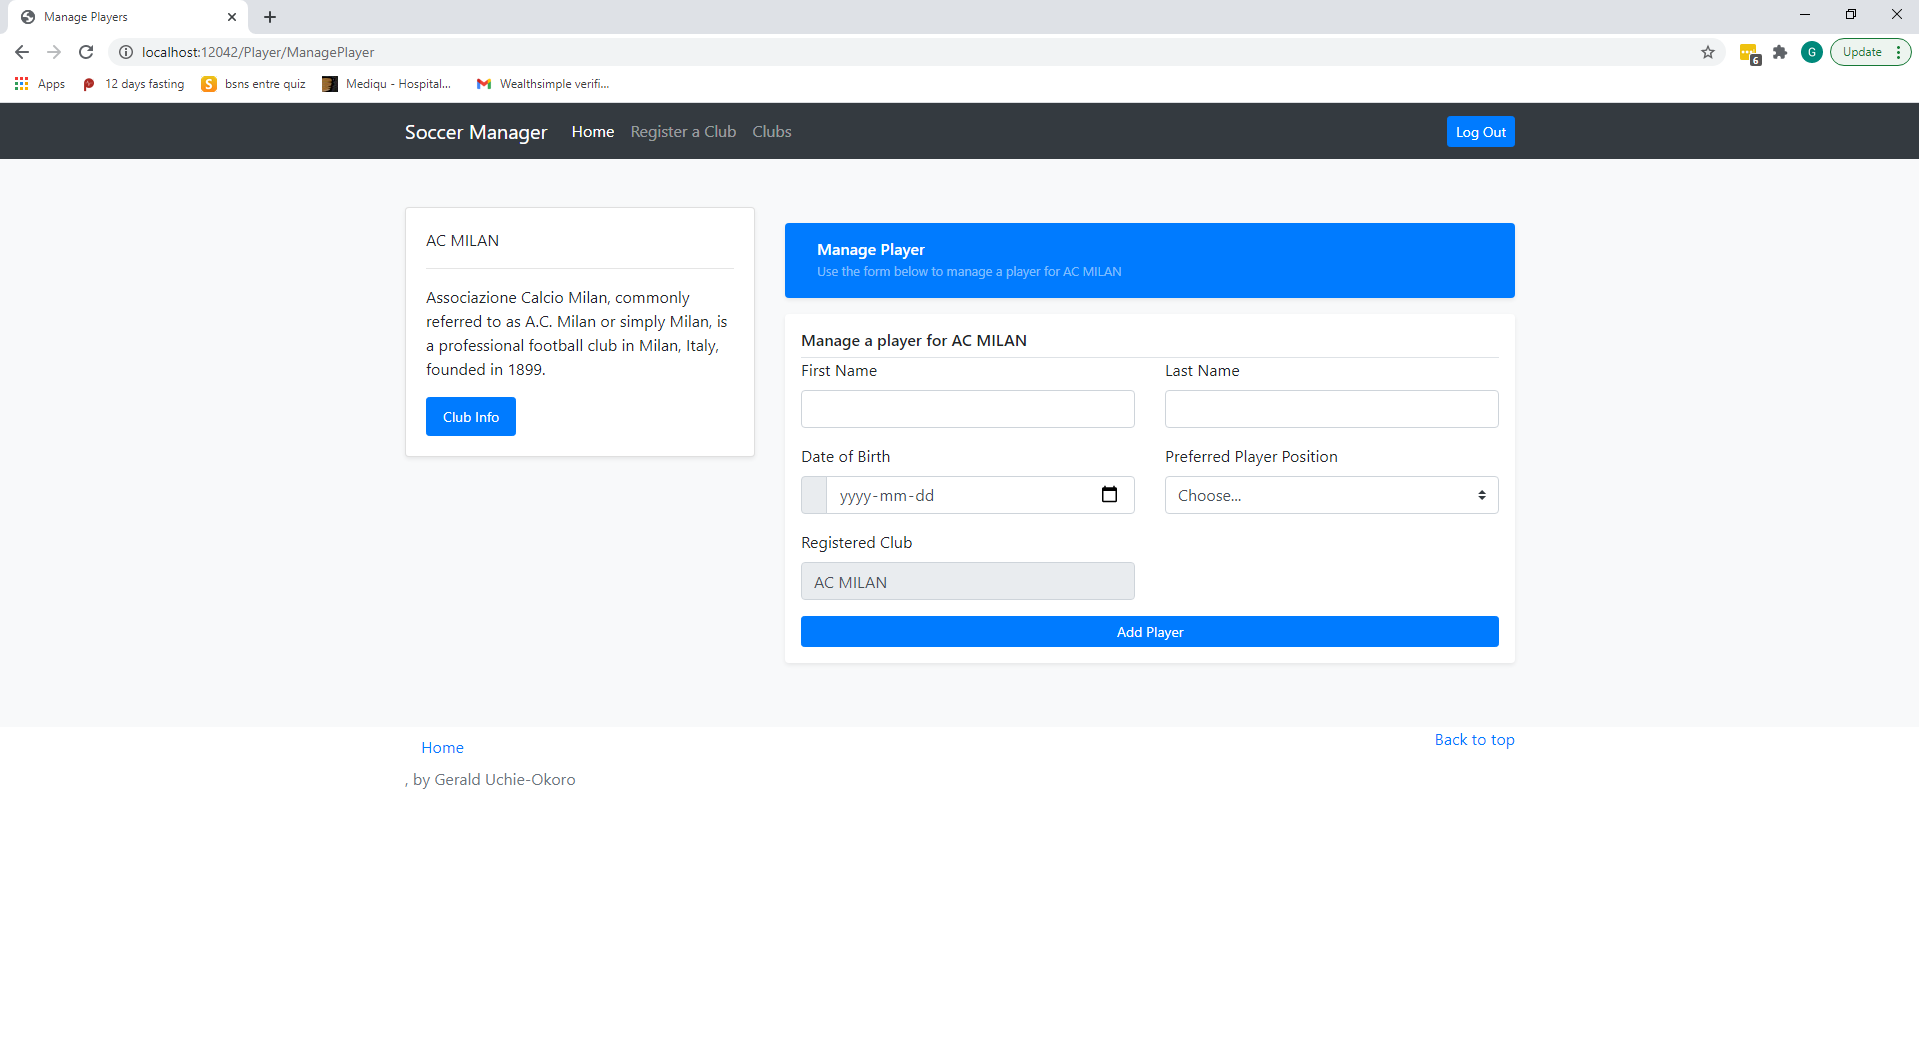 Manage Players
localhost:12042/Player/ManagePlayer
G
6
Update
Apps
12 days fasting
S
bsns entre quiz
Mediqu - Hospital...
Wealthsimple verifi...
Soccer Manager
Home
Register a Club
Clubs
Log Out
AC MILAN
Associazione Calcio Milan, commonly
referred to as A.C. Milan or simply Milan, is
a professional football club in Milan, Italy,
founded in 1899.
Club Info
Manage Player
Use the form below to manage a player for AC MILAN
Manage a player for AC MILAN
First Name
Last Name
Date of Birth
Preferred Player Position
yyyy-mm-dd
Choose...
Registered Club
AC MILAN
Add Player
Home
Back to top
, by Gerald Uchie-Okoro